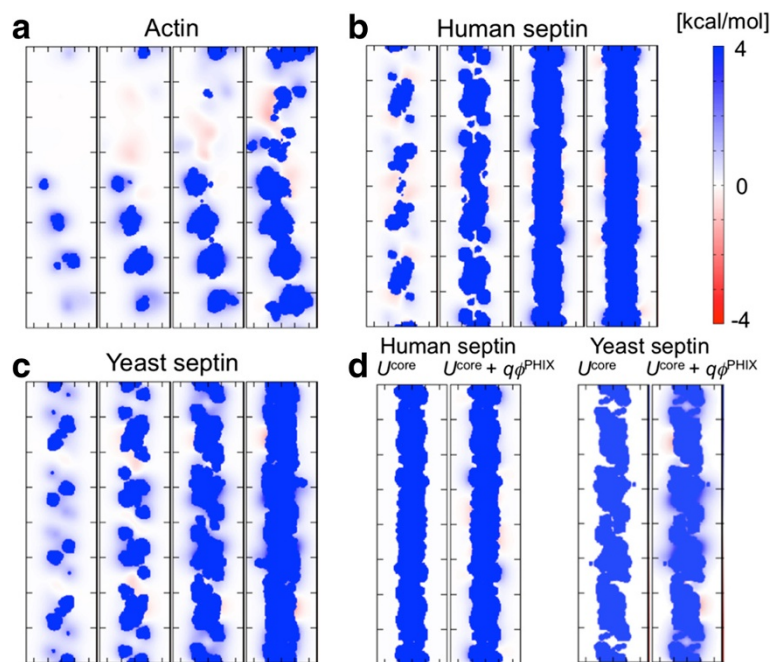 a
Actin
b
Human septin
[kcal/mol]
4
0
-4
c
Yeast septin
d
Human septin
Ucore
Ucore + qϕPHIX
Yeast septin
Ucore
Ucore + qϕPHIX